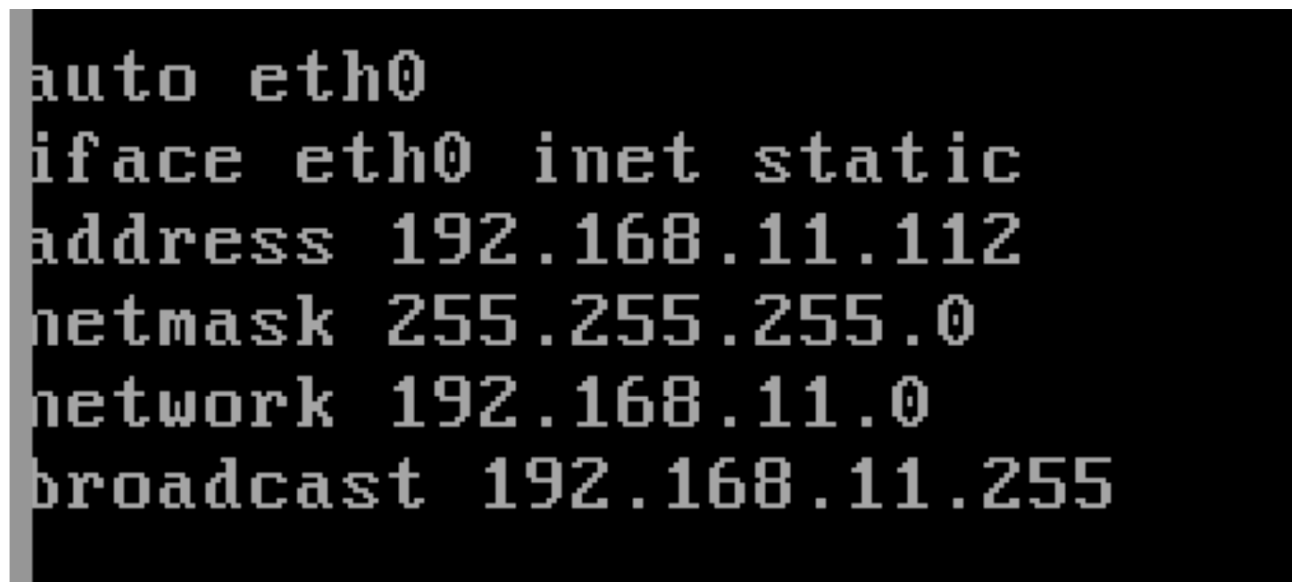 auto eth0
iface eth0 inet static
address 192.168.11.112
netmask 255.255.255.0
network 192.168.11.0
broadcast 192.168.11.255